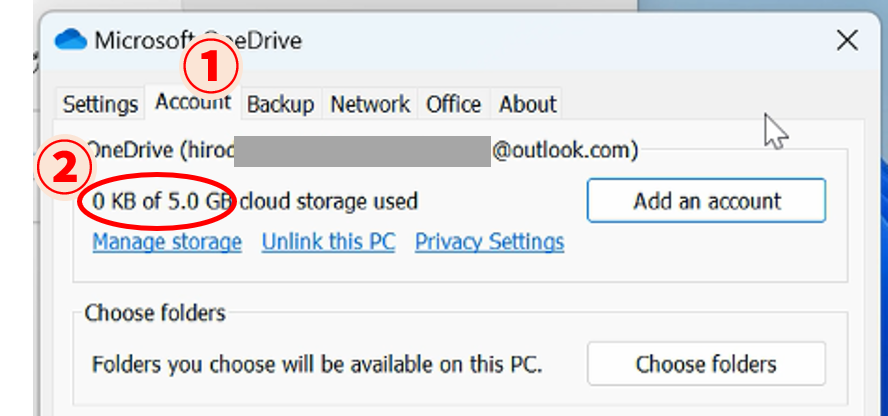 Microsoft OneDrive
1
Settings Account Backup Network Office About
2
OneDrive (hiroc @outlook.com)
0 KB of 5.0 GB cloud storage used
Add an account
Manage storage Unlink this PC Privacy Settings
Choose folders
Folders you choose will be available on this PC.
Choose folders